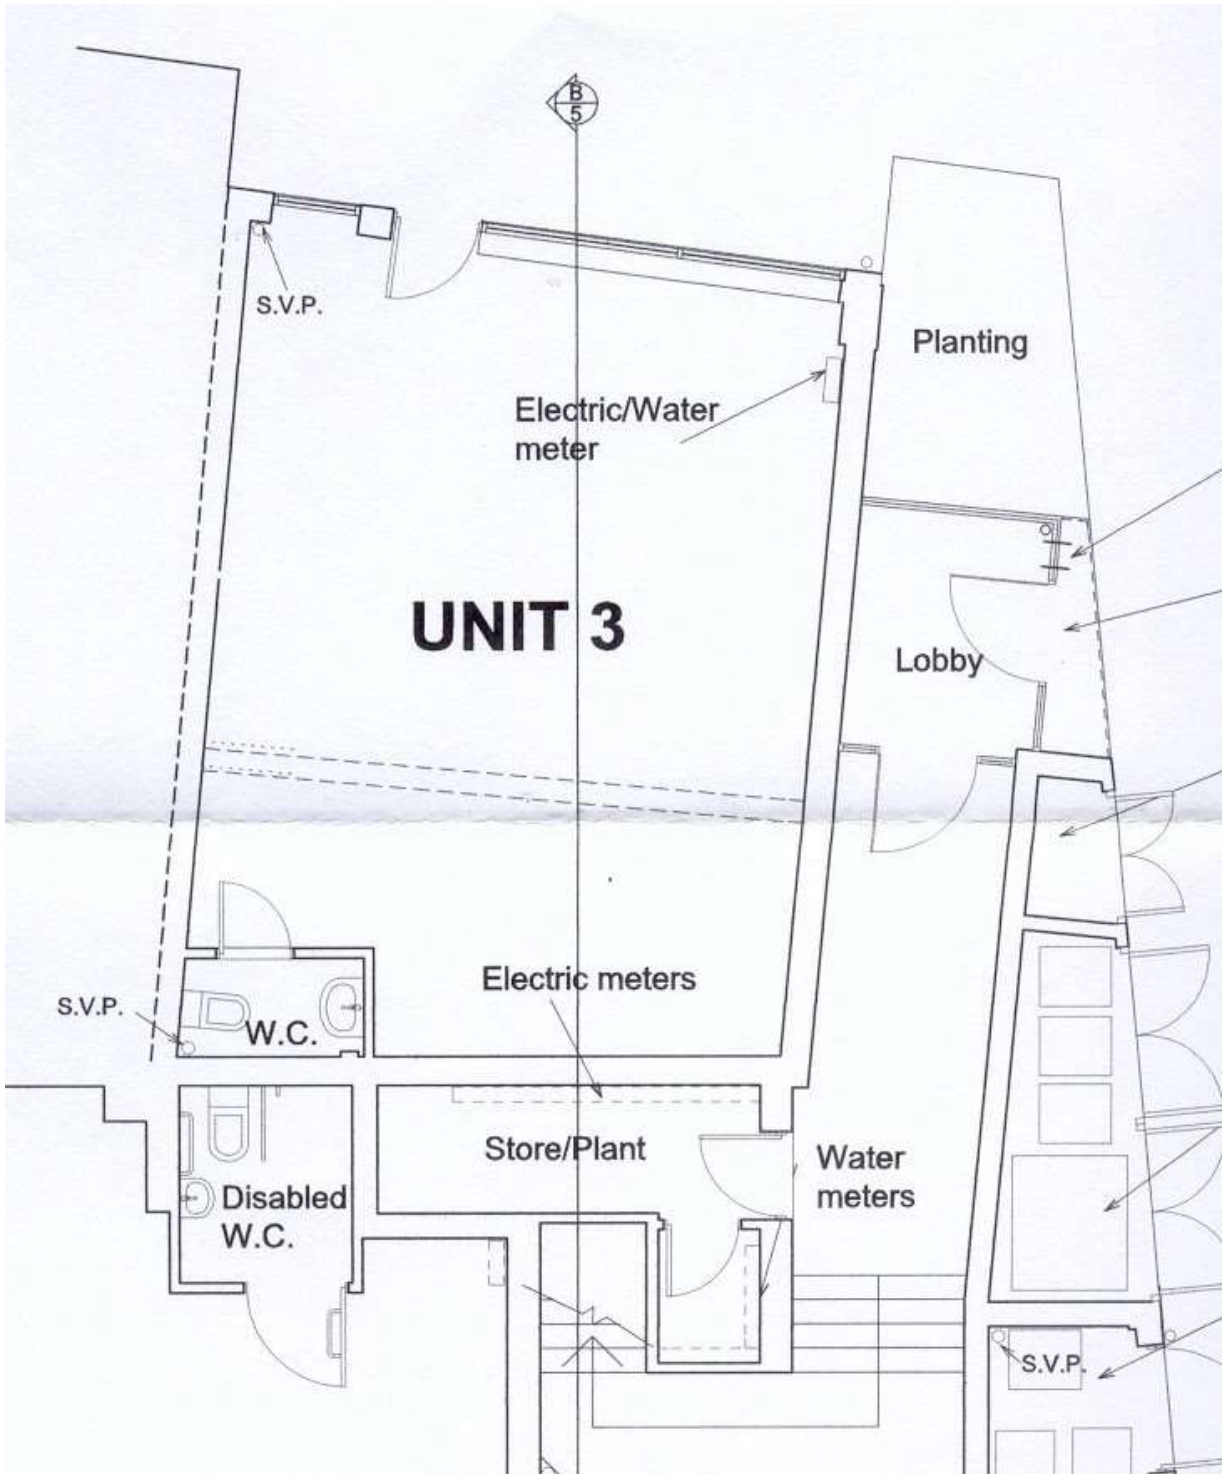 B
5
S.V.P.
Planting
Electric/Water
meter
UNIT 3
Lobby
Electric meters
S.V.P.
W.C.
Store/Plant
Water
meters
Disabled
W.C.
S.V.P.